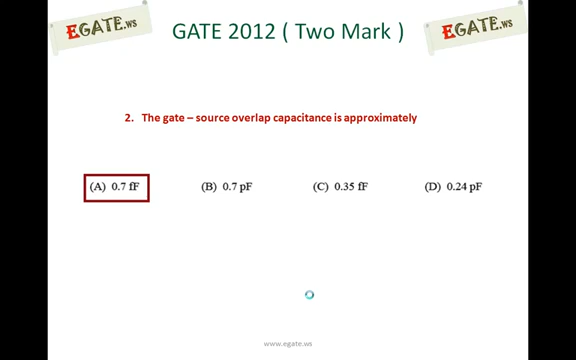 EGATE.WS
GATE 2012 ( Two Mark )
EGATE.WS
2. The gate – source overlap capacitance is approximately
(A) 0.7 fF (B) 0.7 pF (C) 0.35 fF (D) 0.24 pF
www.egate.ws